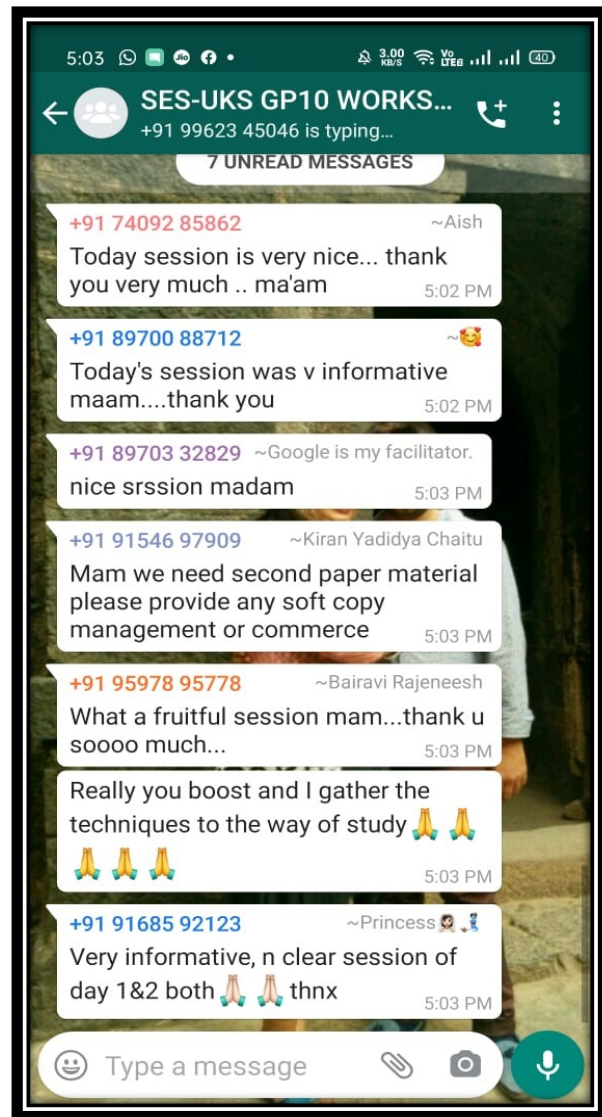 5:03 3.00 KB/S Vo LTE 40
SES-UKS GP10 WORKS...
+91 99623 45046 is typing...
7 UNREAD MESSAGES
+91 74092 85862 ~Aish
Today session is very nice... thank
you very much .. ma'am 5:02 PM
+91 89700 88712 ~🥰
Today's session was v informative
maam....thank you 5:02 PM
+91 89703 32829 ~Google is my facilitator.
nice srssion madam 5:03 PM
+91 91546 97909 ~Kiran Yadidya Chaitu
Mam we need second paper material
please provide any soft copy
management or commerce 5:03 PM
+91 95978 95778 ~Bairavi Rajeneesh
What a fruitful session mam...thank u
soooo much... 5:03 PM
Really you boost and I gather the
techniques to the way of study🙏 🙏
🙏 🙏 🙏 5:03 PM
+91 91685 92123 ~Princess
Very informative, n clear session of
day 1&2 both🙏🏻 🙏🏻 thnx 5:03 PM
Type a message